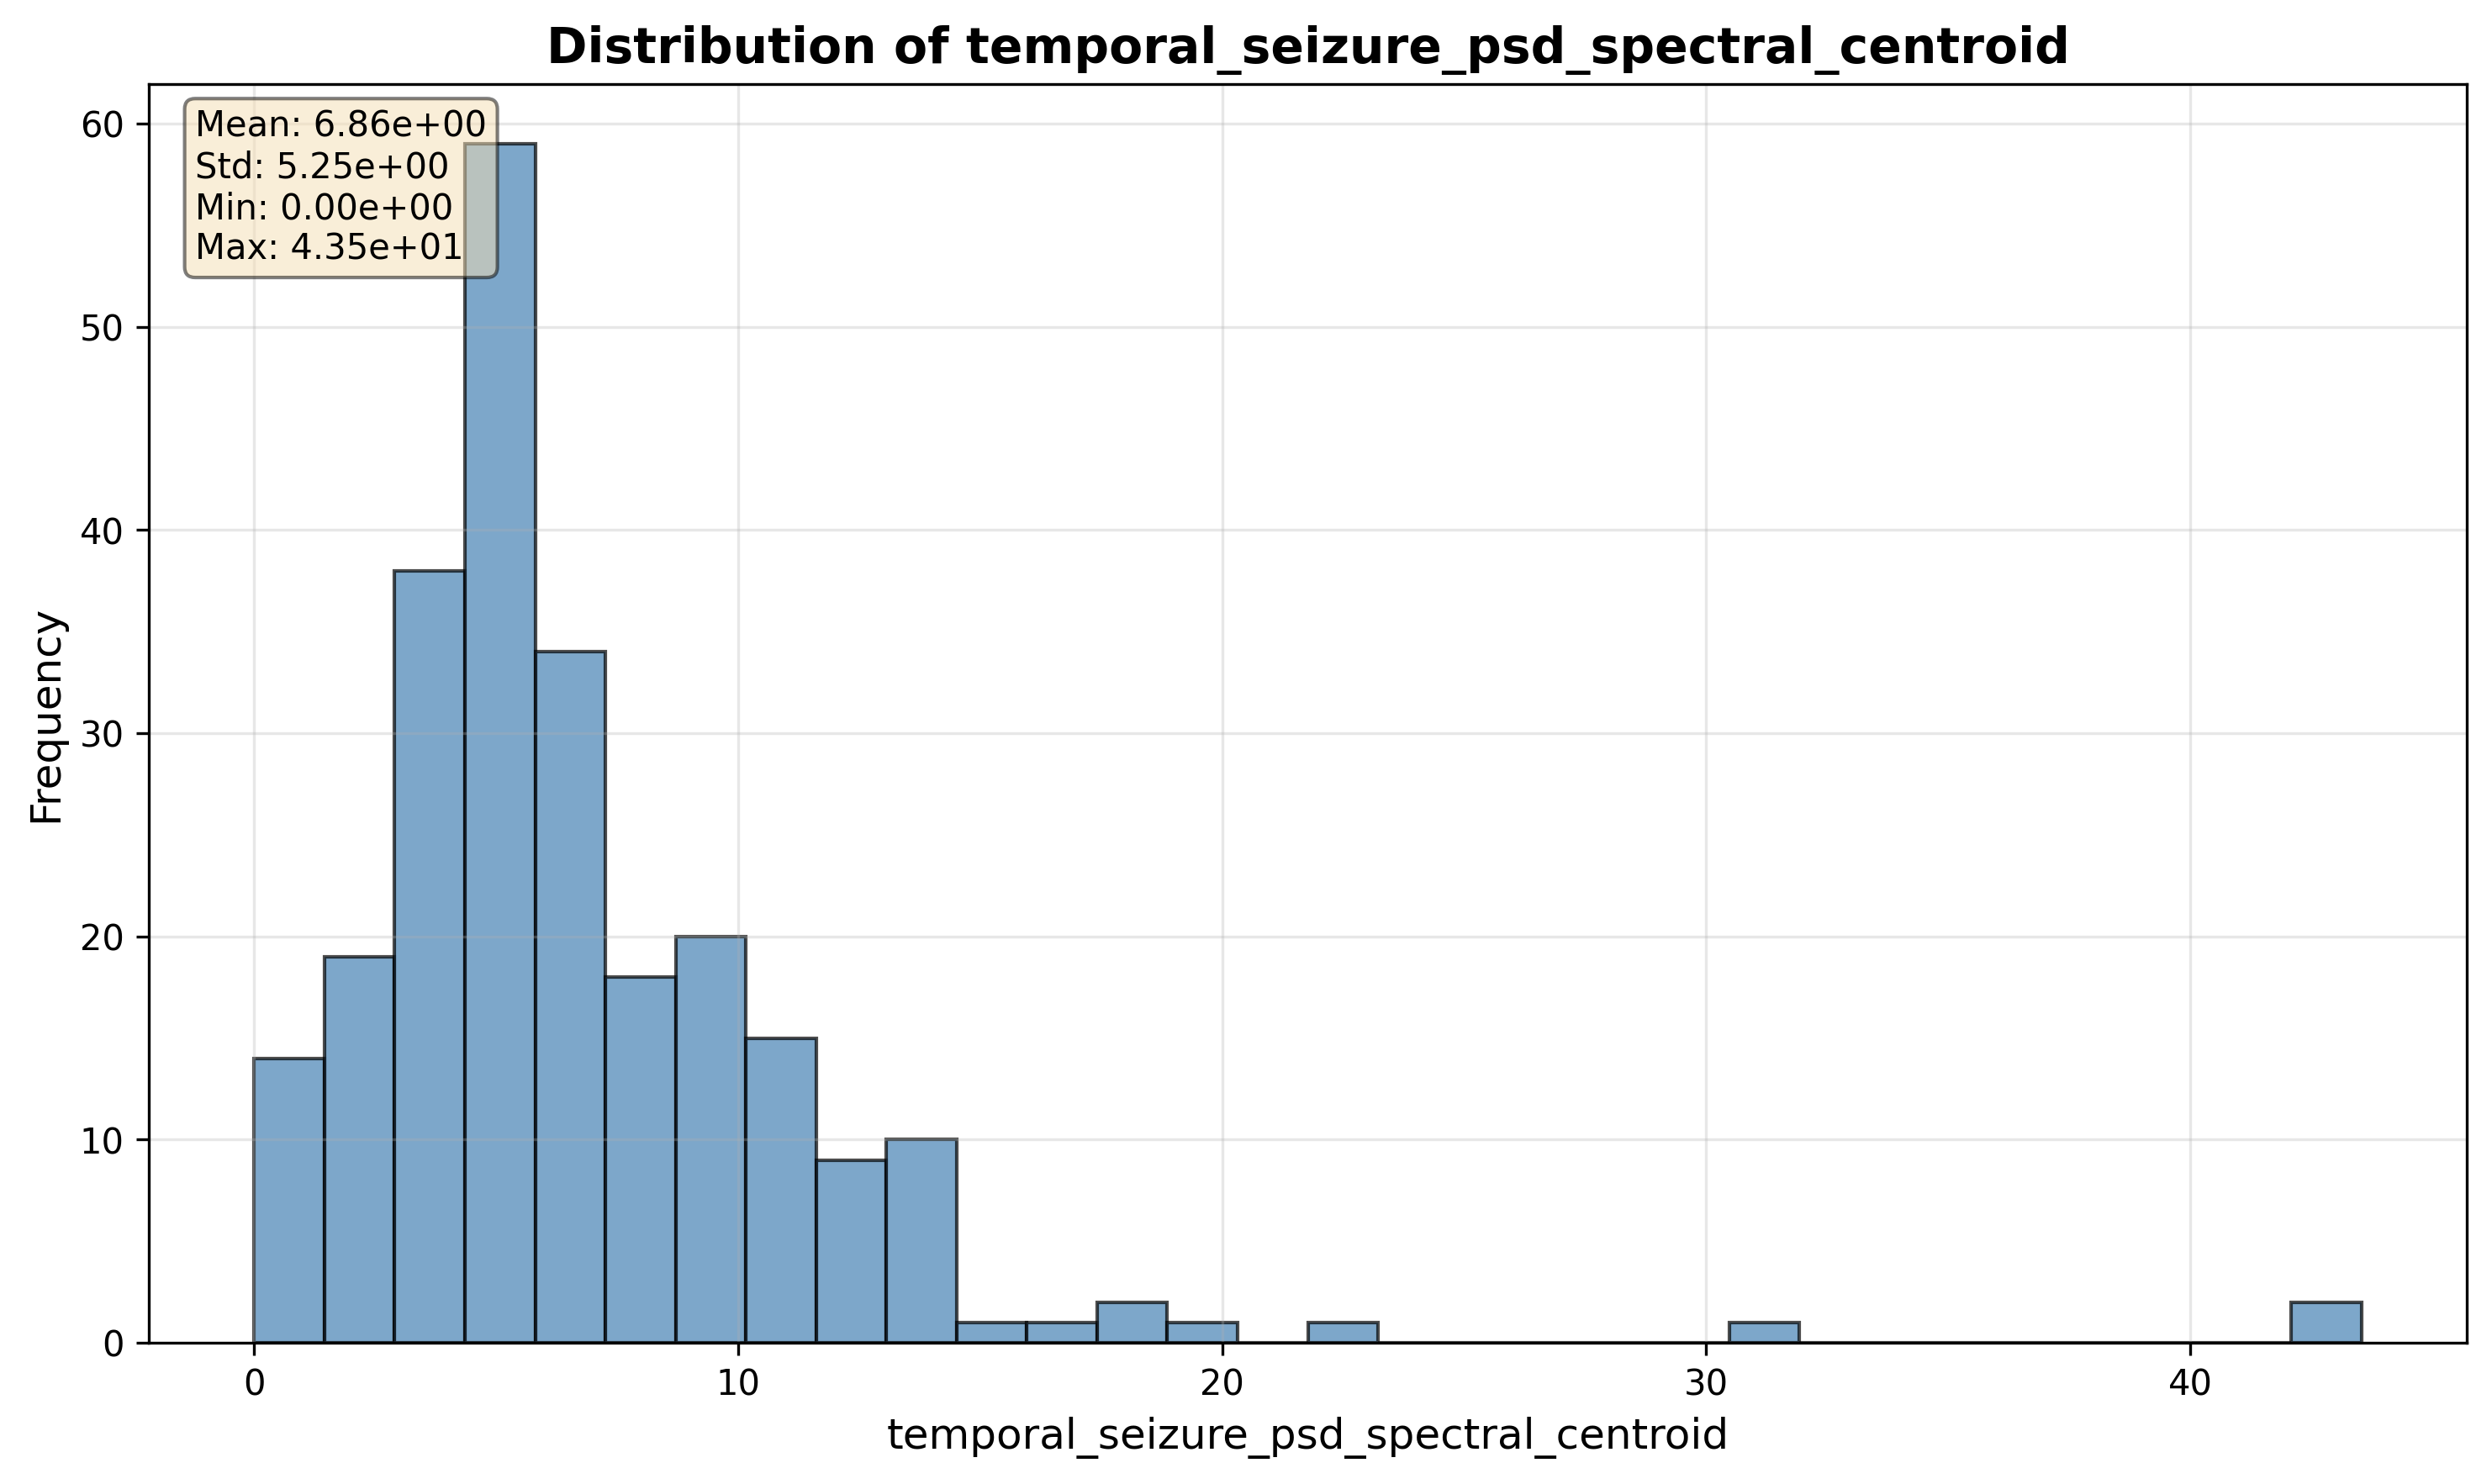 Distribution of temporal_seizure_psd_spectral_centroid
Mean: 6.86e+00
Std: 5.25e+00
Min: 0.00e+00
Max: 4.35e+01
60
50
40
30
20
10
0
Frequency
0 10 20 30 40
temporal_seizure_psd_spectral_centroid